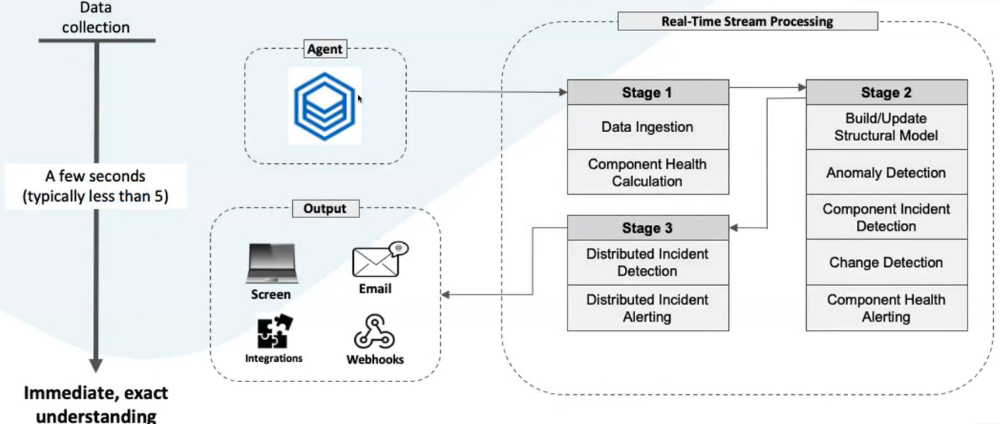 Data
collection
A few seconds
(typically less than 5)
Immediate, exact
understanding
Agent
Output
Screen
@
Email
Integrations
Webhooks
Real-Time Stream Processing
Stage 1
Data Ingestion
Component Health
Calculation
Stage 2
Build/Update
Structural Model
Anomaly Detection
Component Incident
Detection
Change Detection
Component Health
Alerting
Stage 3
Distributed Incident
Detection
Distributed Incident
Alerting